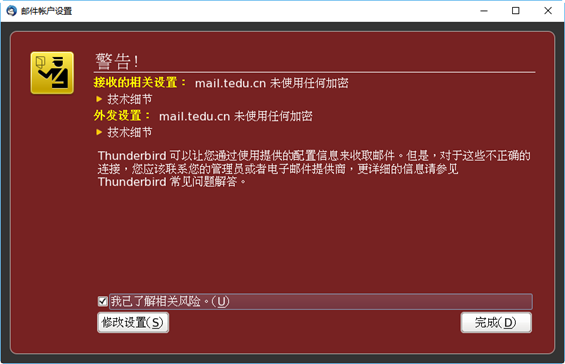 邮件帐户设置
警告!
接收的相关设置： mail.tedu.cn 未使用任何加密
技术细节
外发设置： mail.tedu.cn 未使用任何加密
技术细节
Thunderbird 可以让您通过使用提供的配置信息来收取邮件。但是，对于这些不正确的
连接，您应该联系您的管理员或者电子邮件提供商，更详细的信息请参见
Thunderbird 常见问题解答。
我已了解相关风险。(U)
修改设置(S)
完成(D)